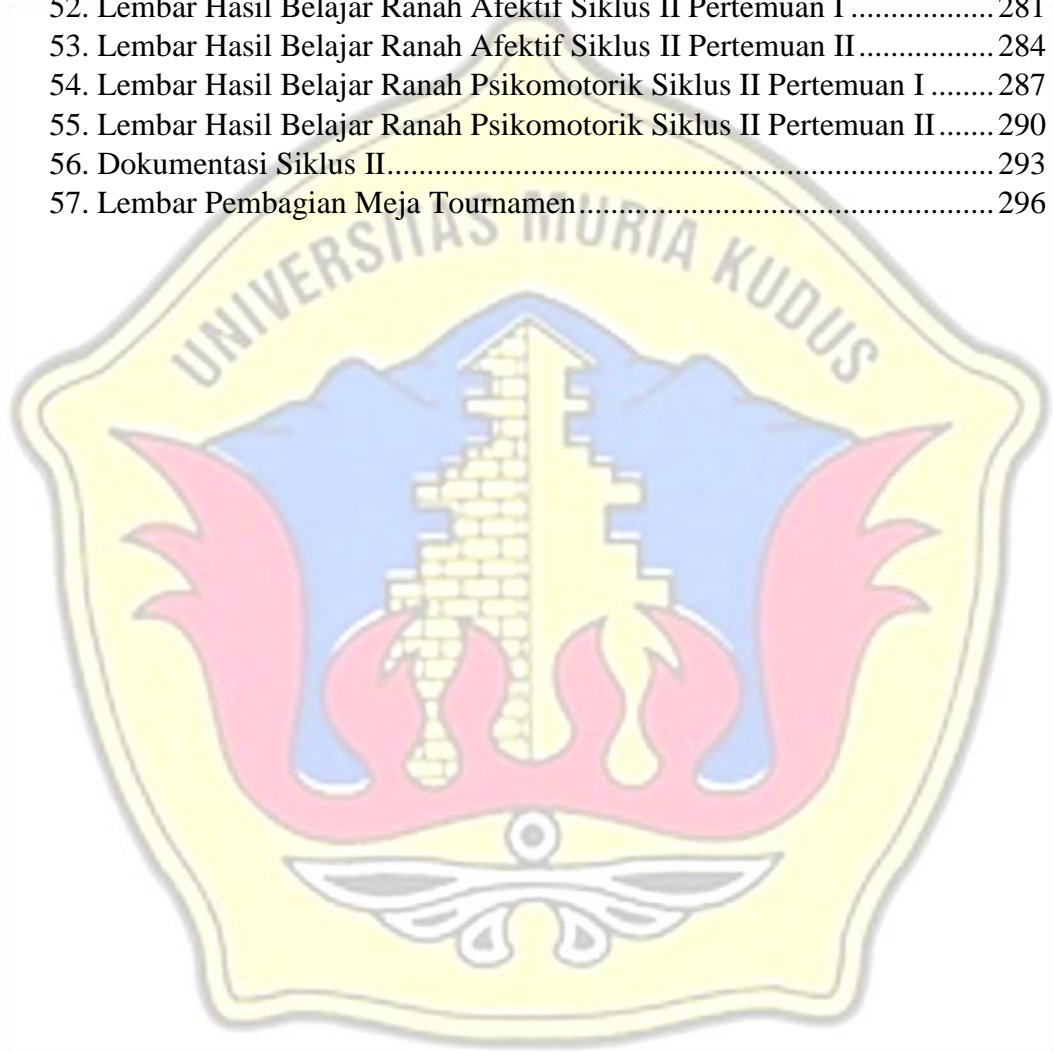 52. Lembar Hasil Belajar Ranah Afektif Siklus II Pertemuan I ................. 281
53. Lembar Hasil Belajar Ranah Afektif Siklus II Pertemuan II ................ 284
54. Lembar Hasil Belajar Ranah Psikomotorik Siklus II Pertemuan I ........ 287
55. Lembar Hasil Belajar Ranah Psikomotorik Siklus II Pertemuan II ....... 290
56. Dokumentasi Siklus II ......................................................................... 293
57. Lembar Pembagian Meja Tournamen .................................................. 296
UNIVERSITAS MURIA KUDUS